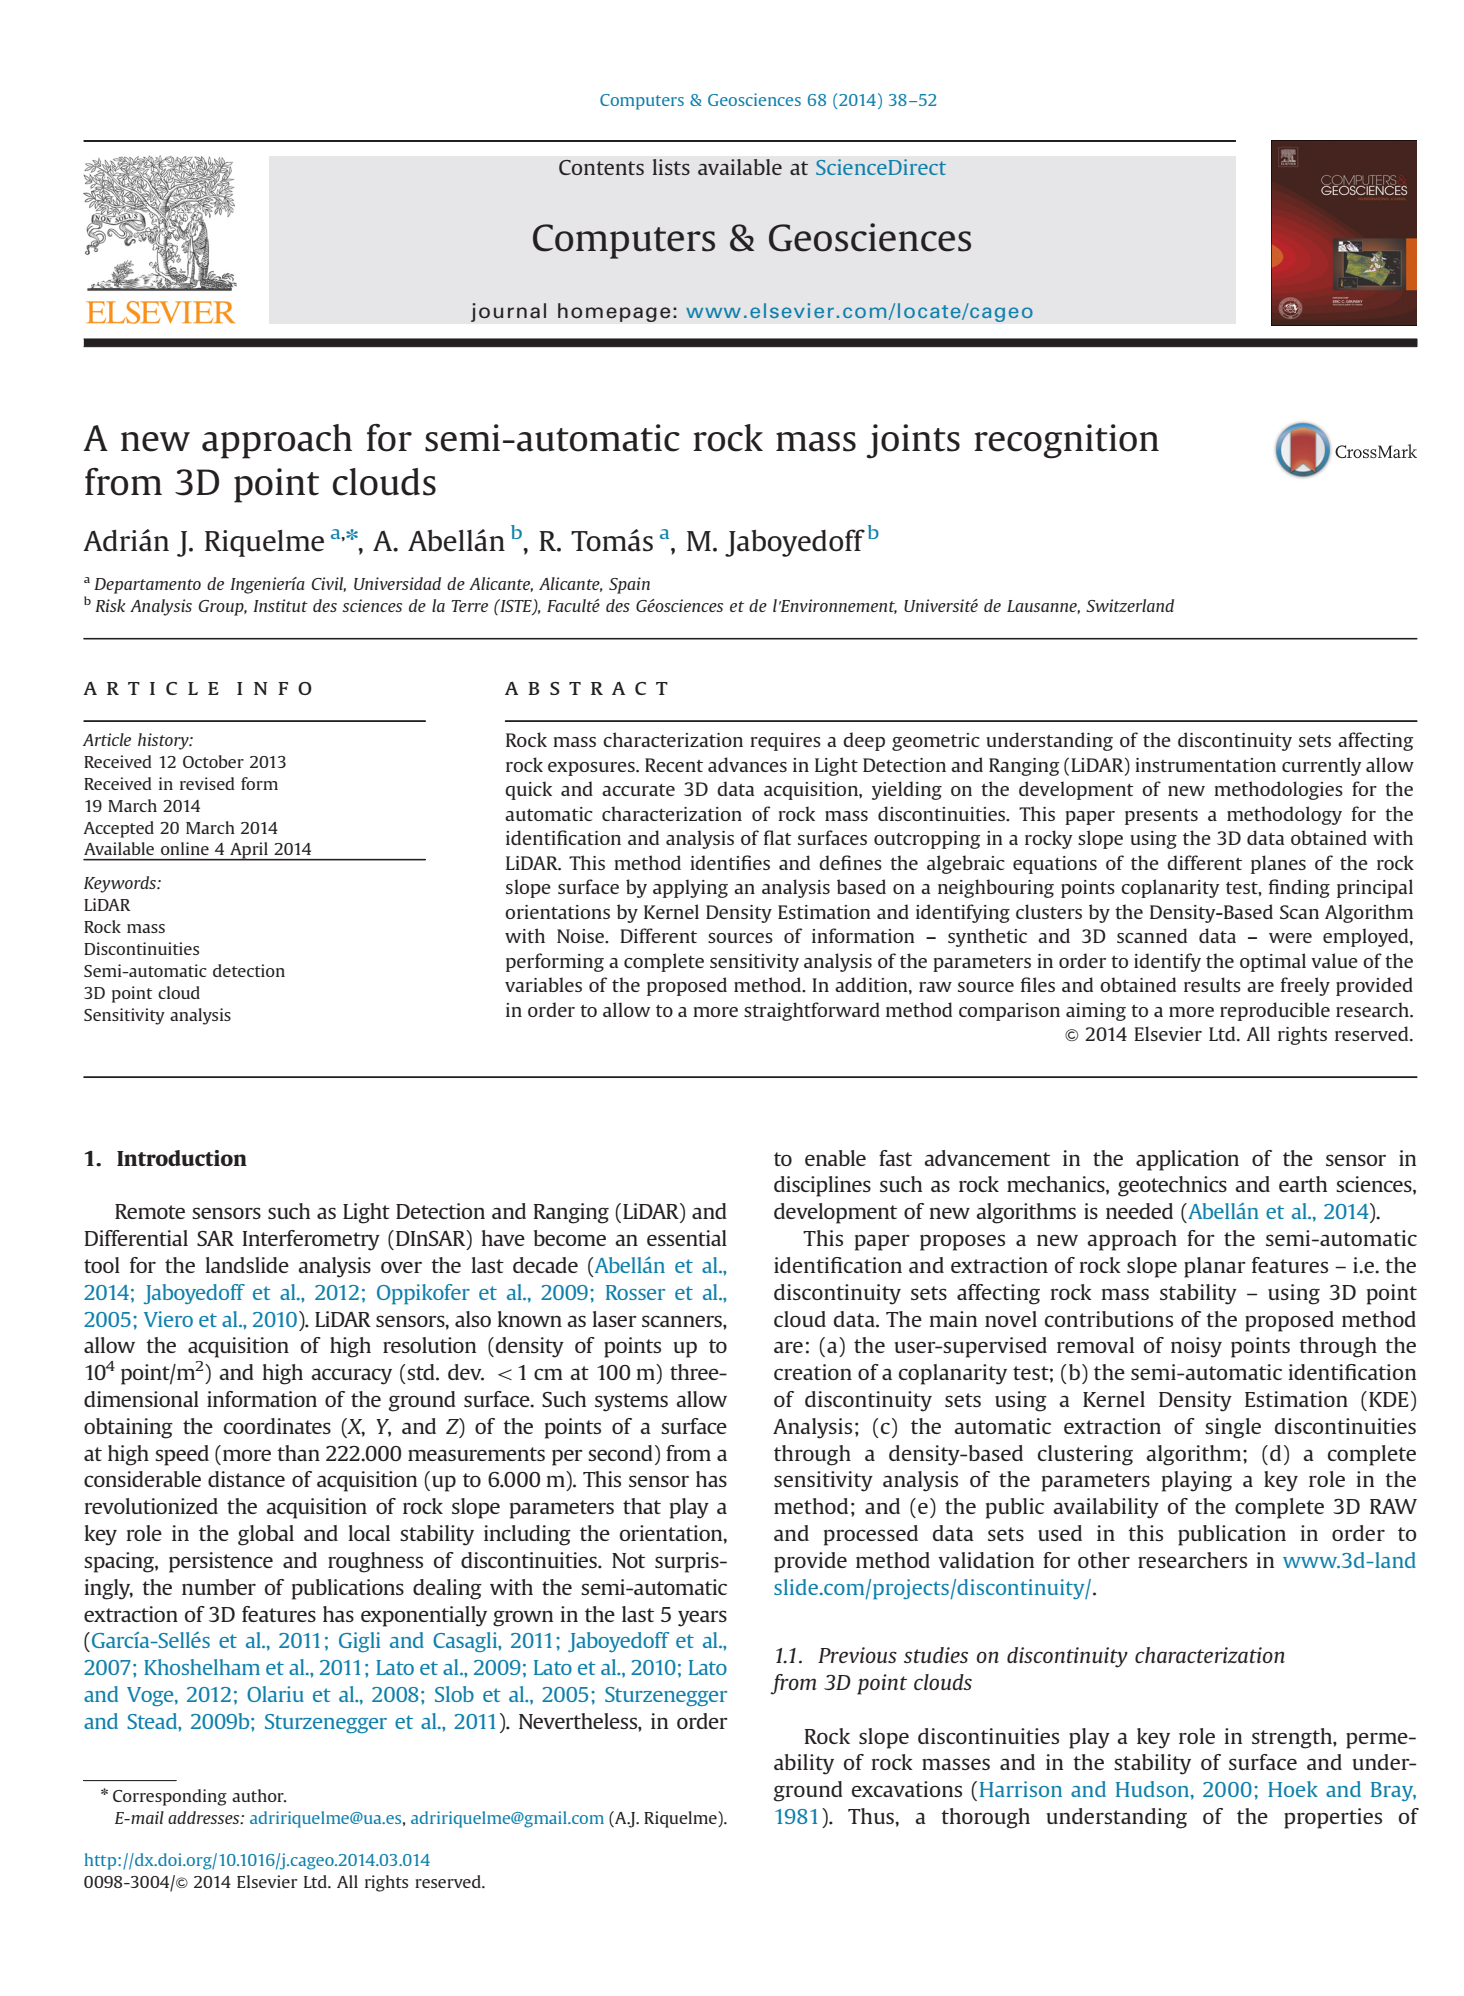 Computers & Geosciences 68 (2014) 38–52
Contents lists available at ScienceDirect
Computers & Geosciences
journal homepage: www.elsevier.com/locate/cageo
NON SOLUS
ELSEVIER
COMPUTERS &
GEOSCIENCES
A new approach for semi-automatic rock mass joints recognition
from 3D point clouds
CrossMark
Adrián J. Riquelme a,*, A. Abellán b, R. Tomás a, M. Jaboyedoff b
a Departamento de Ingeniería Civil, Universidad de Alicante, Alicante, Spain
b Risk Analysis Group, Institut des sciences de la Terre (ISTE), Faculté des Géosciences et de l'Environnement, Université de Lausanne, Switzerland
ARTICLE INFO
Article history:
Received 12 October 2013
Received in revised form
19 March 2014
Accepted 20 March 2014
Available online 4 April 2014
Keywords:
LiDAR
Rock mass
Discontinuities
Semi-automatic detection
3D point cloud
Sensitivity analysis
ABSTRACT
Rock mass characterization requires a deep geometric understanding of the discontinuity sets affecting
rock exposures. Recent advances in Light Detection and Ranging (LiDAR) instrumentation currently allow
quick and accurate 3D data acquisition, yielding on the development of new methodologies for the
automatic characterization of rock mass discontinuities. This paper presents a methodology for the
identification and analysis of flat surfaces outcropping in a rocky slope using the 3D data obtained with
LiDAR. This method identifies and defines the algebraic equations of the different planes of the rock
slope surface by applying an analysis based on a neighbouring points coplanarity test, finding principal
orientations by Kernel Density Estimation and identifying clusters by the Density-Based Scan Algorithm
with Noise. Different sources of information – synthetic and 3D scanned data – were employed,
performing a complete sensitivity analysis of the parameters in order to identify the optimal value of the
variables of the proposed method. In addition, raw source files and obtained results are freely provided
in order to allow to a more straightforward method comparison aiming to a more reproducible research.
© 2014 Elsevier Ltd. All rights reserved.
1. Introduction
Remote sensors such as Light Detection and Ranging (LiDAR) and
Differential SAR Interferometry (DInSAR) have become an essential
tool for the landslide analysis over the last decade (Abellán et al.,
2014; Jaboyedoff et al., 2012; Oppikofer et al., 2009; Rosser et al.,
2005; Viero et al., 2010). LiDAR sensors, also known as laser scanners,
allow the acquisition of high resolution (density of points up to
10⁴ point/m²) and high accuracy (std. dev. < 1 cm at 100 m) three-
dimensional information of the ground surface. Such systems allow
obtaining the coordinates (X, Y, and Z) of the points of a surface
at high speed (more than 222.000 measurements per second) from a
considerable distance of acquisition (up to 6.000 m). This sensor has
revolutionized the acquisition of rock slope parameters that play a
key role in the global and local stability including the orientation,
spacing, persistence and roughness of discontinuities. Not surpris-
ingly, the number of publications dealing with the semi-automatic
extraction of 3D features has exponentially grown in the last 5 years
(García-Sellés et al., 2011; Gigli and Casagli, 2011; Jaboyedoff et al.,
2007; Khoshelham et al., 2011; Lato et al., 2009; Lato et al., 2010; Lato
and Voge, 2012; Olariu et al., 2008; Slob et al., 2005; Sturzenegger
and Stead, 2009b; Sturzenegger et al., 2011). Nevertheless, in order
* Corresponding author.
E-mail addresses: adririquelme@ua.es, adririquelme@gmail.com (A.J. Riquelme).
http://dx.doi.org/10.1016/j.cageo.2014.03.014
0098-3004/© 2014 Elsevier Ltd. All rights reserved.
to enable fast advancement in the application of the sensor in
disciplines such as rock mechanics, geotechnics and earth sciences,
development of new algorithms is needed (Abellán et al., 2014).
This paper proposes a new approach for the semi-automatic
identification and extraction of rock slope planar features – i.e. the
discontinuity sets affecting rock mass stability – using 3D point
cloud data. The main novel contributions of the proposed method
are: (a) the user-supervised removal of noisy points through the
creation of a coplanarity test; (b) the semi-automatic identification
of discontinuity sets using a Kernel Density Estimation (KDE)
Analysis; (c) the automatic extraction of single discontinuities
through a density-based clustering algorithm; (d) a complete
sensitivity analysis of the parameters playing a key role in the
method; and (e) the public availability of the complete 3D RAW
and processed data sets used in this publication in order to
provide method validation for other researchers in www.3d-land
slide.com/projects/discontinuity/.
1.1. Previous studies on discontinuity characterization
from 3D point clouds
Rock slope discontinuities play a key role in strength, perme-
ability of rock masses and in the stability of surface and under-
ground excavations (Harrison and Hudson, 2000; Hoek and Bray,
1981). Thus, a thorough understanding of the properties of